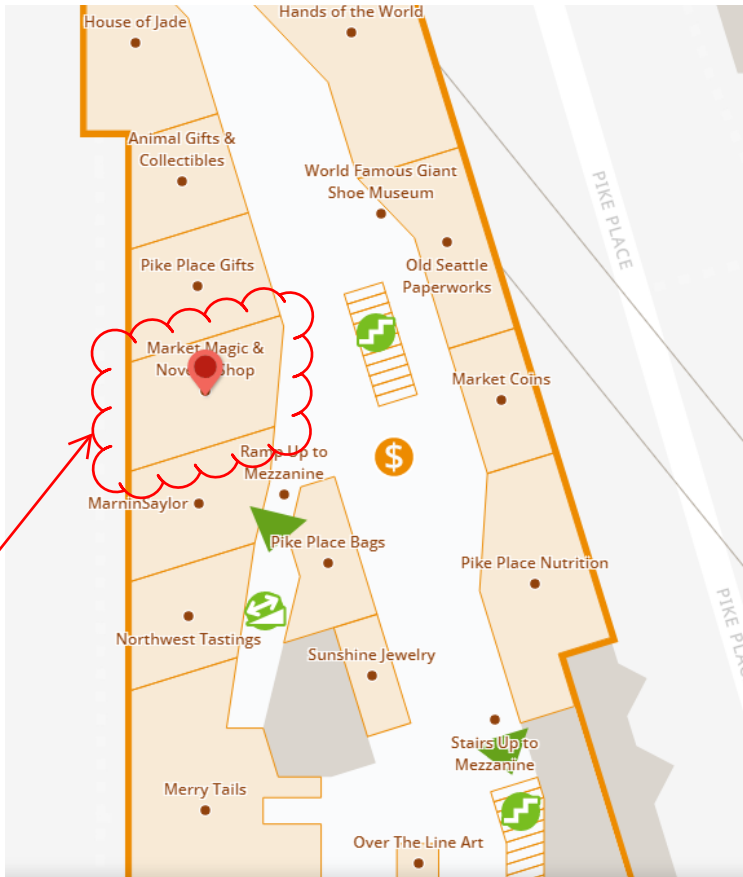 House of Jade
Hands of the World
Animal Gifts &
Collectibles
World Famous Giant
Shoe Museum
PIKE PLACE
Pike Place Gifts
Old Seattle
Paperworks
Market Magic &
Novelty Shop
Market Coins
$
Ramp Up to
Mezzanine
MarninSaylor
Pike Place Bags
Pike Place Nutrition
Northwest Tastings
Sunshine Jewelry
PIKE PLAC
Stairs Up to
Mezzanine
Merry Tails
Over The Line Art